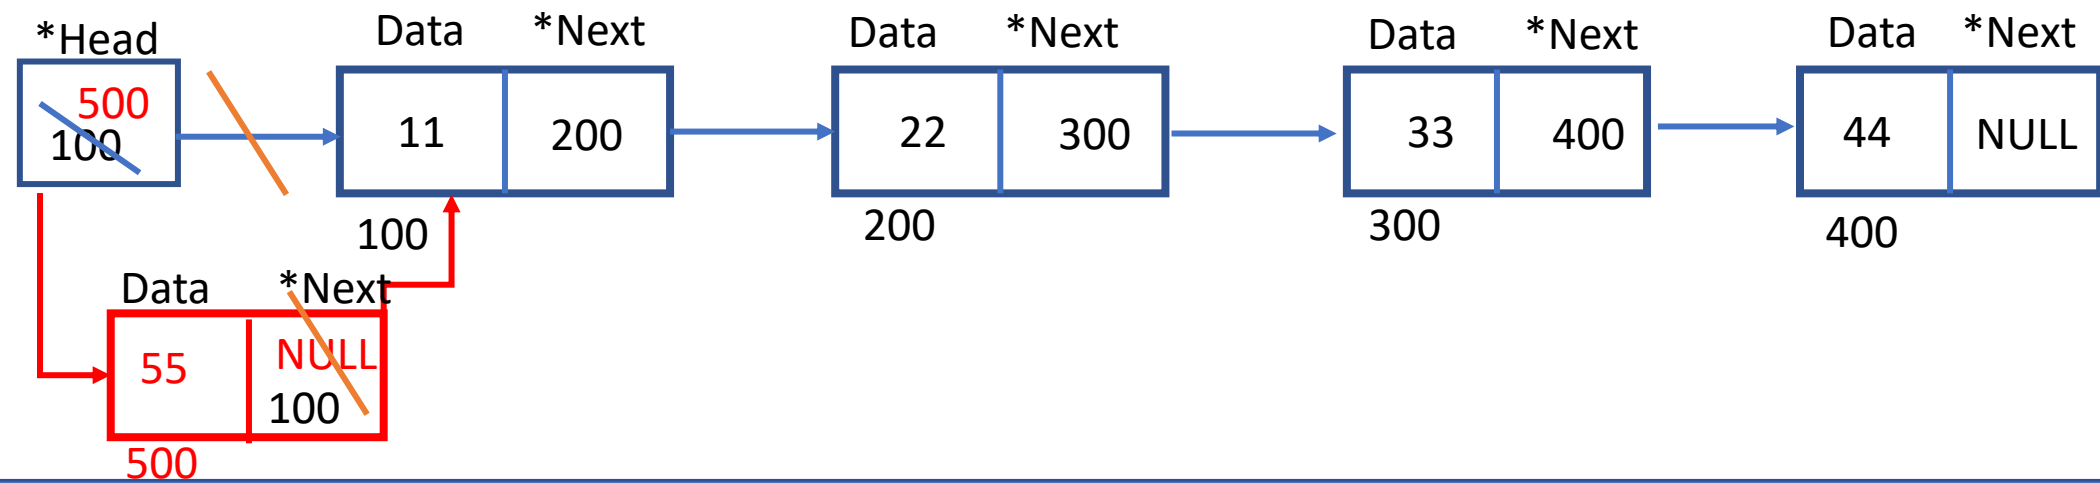 *Head
500
100
Data *Next
11 200
100
Data *Next
22 300
200
Data *Next
33 400
300
Data *Next
44 NULL
400
Data *Next
55 NULL
100
500